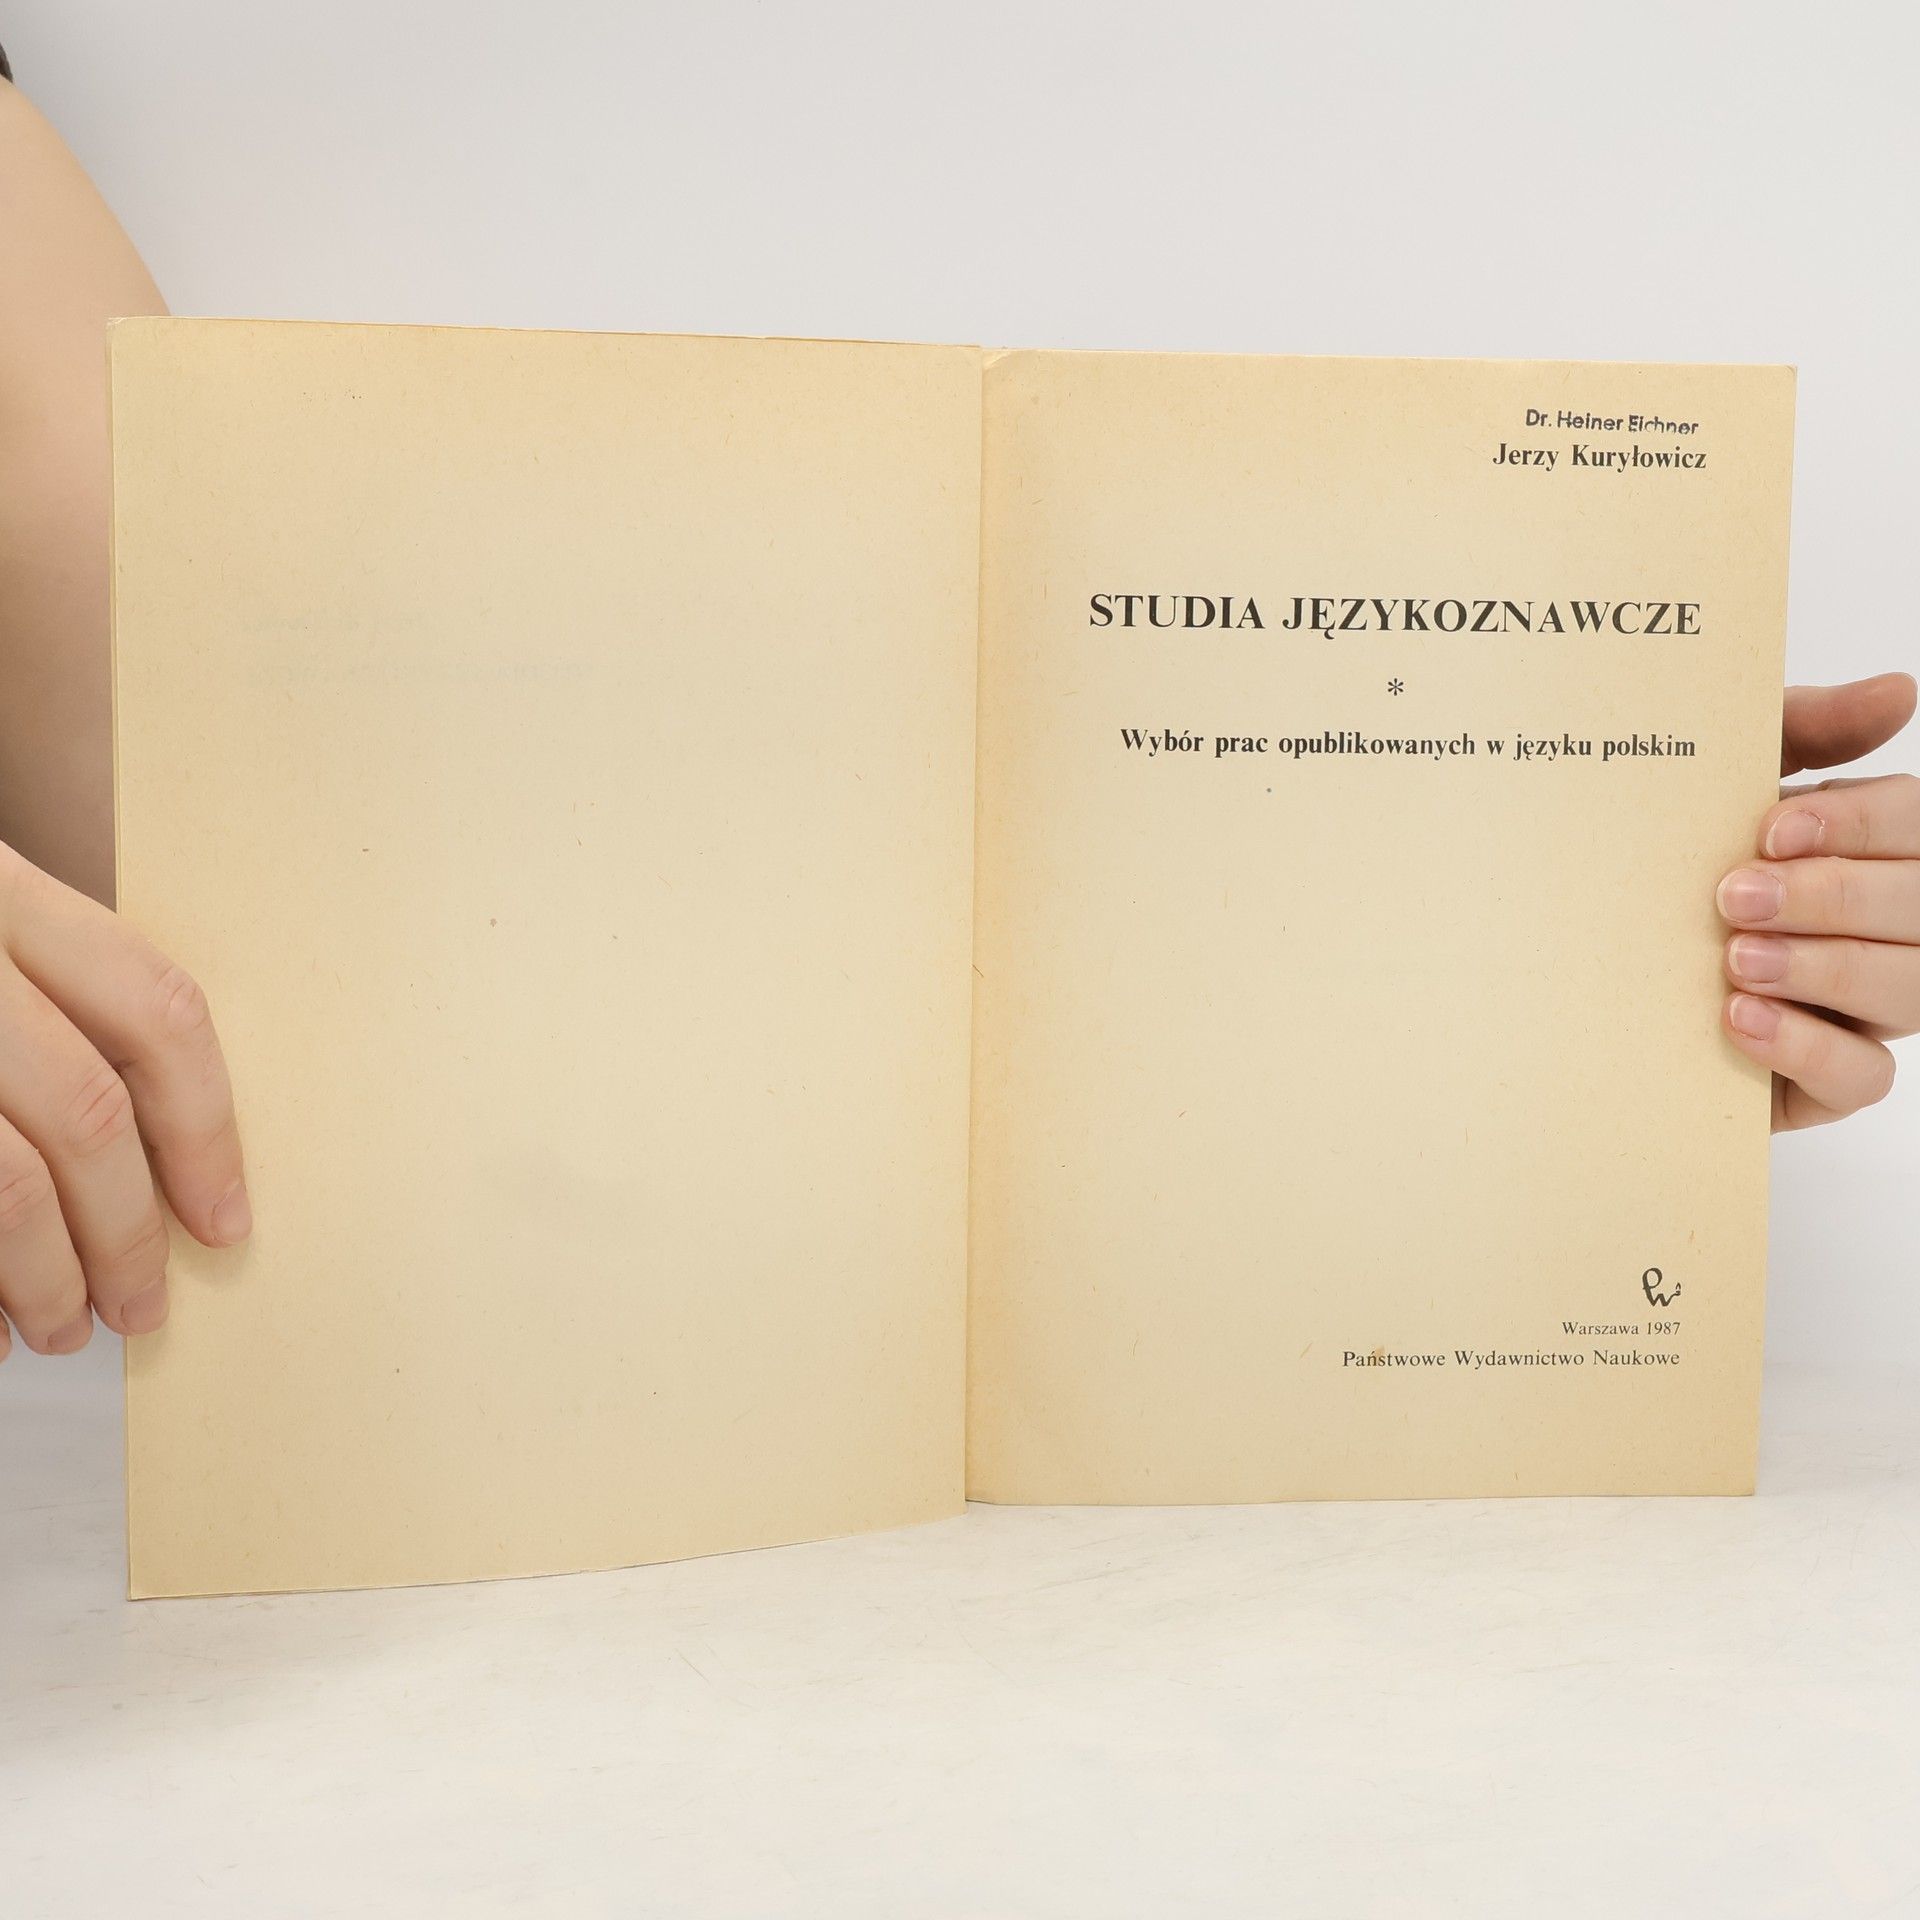 Dr. Heiner Eichner
Jerzy Kuryłowicz
STUDIA JĘZYKOZNAWCZE
*
Wybór prac opublikowanych w języku polskim
Warszawa 1987
Państwowe Wydawnictwo Naukowe